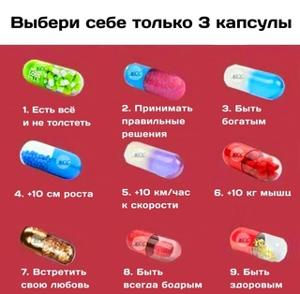 Выбери себе только 3 капсулы
1. Есть всё
и не толстеть
2. Принимать
правильные
решения
3. Быть
богатым
4. +10 см роста
5. +10 км/час
к скорости
6. +10 кг мышц
7. Встретить
свою любовь
8. Быть
всегда бодрым
9. Быть
здоровым